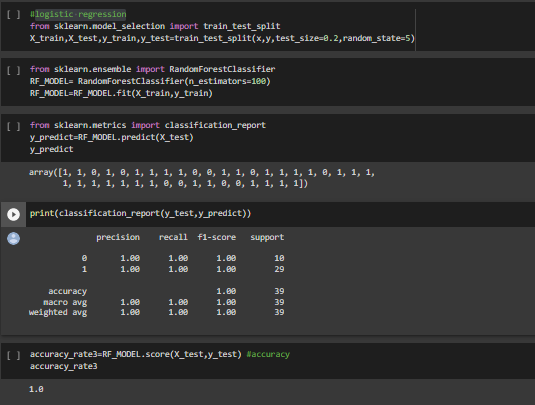 [ ] #logistic regression
from sklearn.model_selection import train_test_split
X_train,X_test,y_train,y_test=train_test_split(x,y,test_size=0.2,random_state=5)
[ ] from sklearn.ensemble import RandomForestClassifier
RF_MODEL= RandomForestClassifier(n_estimators=100)
RF_MODEL=RF_MODEL.fit(X_train,y_train)
[ ] from sklearn.metrics import classification_report
y_predict=RF_MODEL.predict(X_test)
y_predict
array([1, 1, 0, 1, 0, 1, 1, 1, 1, 0, 0, 1, 1, 0, 1, 1, 1, 1, 0, 1, 1, 1,
1, 1, 1, 1, 1, 1, 1, 0, 0, 1, 1, 0, 0, 1, 1, 1, 1])
print(classification_report(y_test,y_predict))
precision recall f1-score support
0 1.00 1.00 1.00 10
1 1.00 1.00 1.00 29
accuracy 1.00 39
macro avg 1.00 1.00 1.00 39
weighted avg 1.00 1.00 1.00 39
[ ] accuracy_rate3=RF_MODEL.score(X_test,y_test) #accuracy
accuracy_rate3
1.0